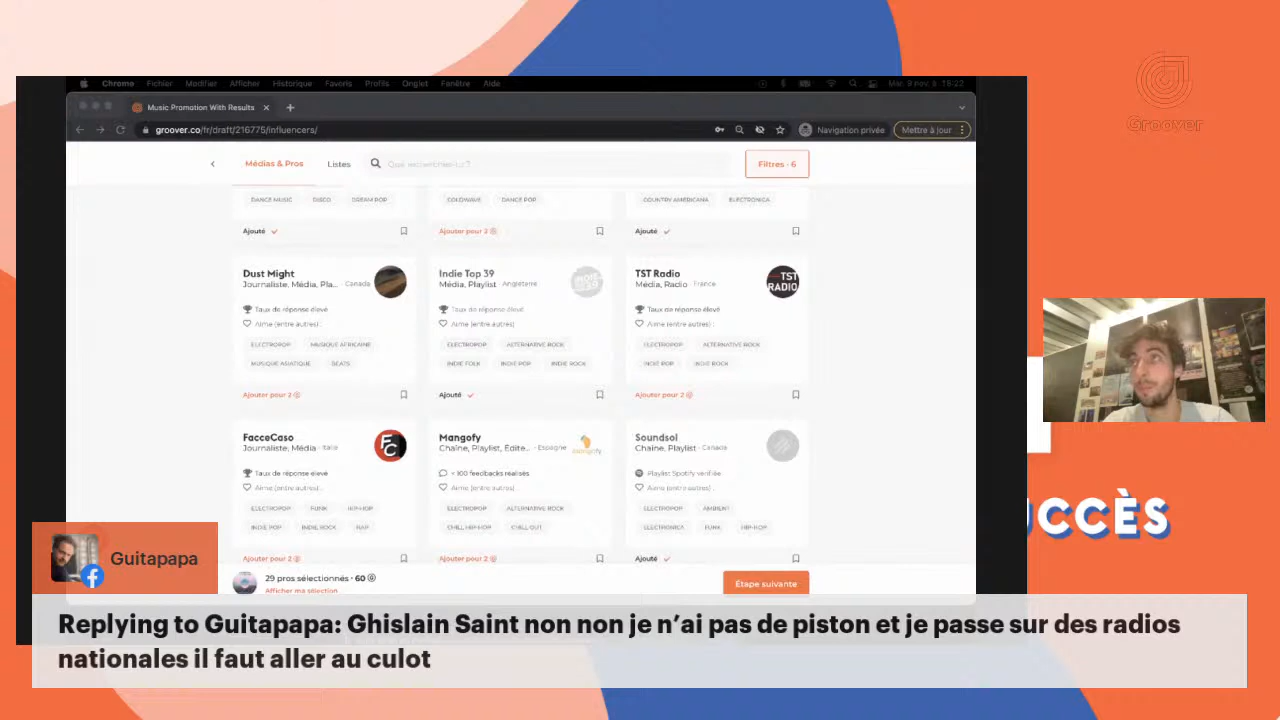 Groover
Chrome Fichier Modifier Afficher Historique Favoris Profils Onglet Fenêtre Aide
Mar. 9 nov. à 18:22
Music Promotion With Results
groover.co/fr/draft/216775/influencers/
Navigation privée
Mettre à jour
Médias & Pros
Listes
Que recherches-tu ?
Filtres · 6
DANCE MUSIC DISCO DREAM POP
COLDWAVE DANCE POP
COUNTRY AMERICANA ELECTRONICA
Ajouté
Ajouter pour 2
Ajouté
Dust Might
Journaliste, Média, Pla... · Canada
Taux de réponse élevé
Aime (entre autres) :
ELECTROPOP MUSIQUE AFRICAINE
MUSIQUE ASIATIQUE BEATS
Ajouter pour 2
Indie Top 39
Média, Playlist · Angleterre
Taux de réponse élevé
Aime (entre autres) :
ELECTROPOP ALTERNATIVE ROCK
INDIE FOLK INDIE POP INDIE ROCK
Ajouté
TST Radio
Média, Radio · France
TST
RADIO
Taux de réponse élevé
Aime (entre autres) :
ELECTROPOP ALTERNATIVE ROCK
INDIE POP INDIE ROCK
Ajouter pour 2
FacceCaso
Journaliste, Média · Italie
FC
Taux de réponse élevé
Aime (entre autres) :
ELECTROPOP FUNK HIP-HOP
INDIE POP INDIE ROCK RAP
Ajouter pour 2
Mangofy
Chaîne, Playlist, Édite... · Espagne
mangofy
< 100 feedbacks réalisés
Aime (entre autres) :
ELECTROPOP ALTERNATIVE ROCK
CHILL HIP-HOP CHILL OUT
Ajouter pour 2
Soundsol
Chaîne, Playlist · Canada
Playlist Spotify vérifiée
Aime (entre autres) :
ELECTROPOP AMBIENT
ELECTRONICA FUNK HIP-HOP
Ajouté
29 pros sélectionnés · 60
Afficher ma sélection
Étape suivante
UCCÈS
Guitapapa
Replying to Guitapapa: Ghislain Saint non non je n’ai pas de piston et je passe sur des radios
nationales il faut aller au culot